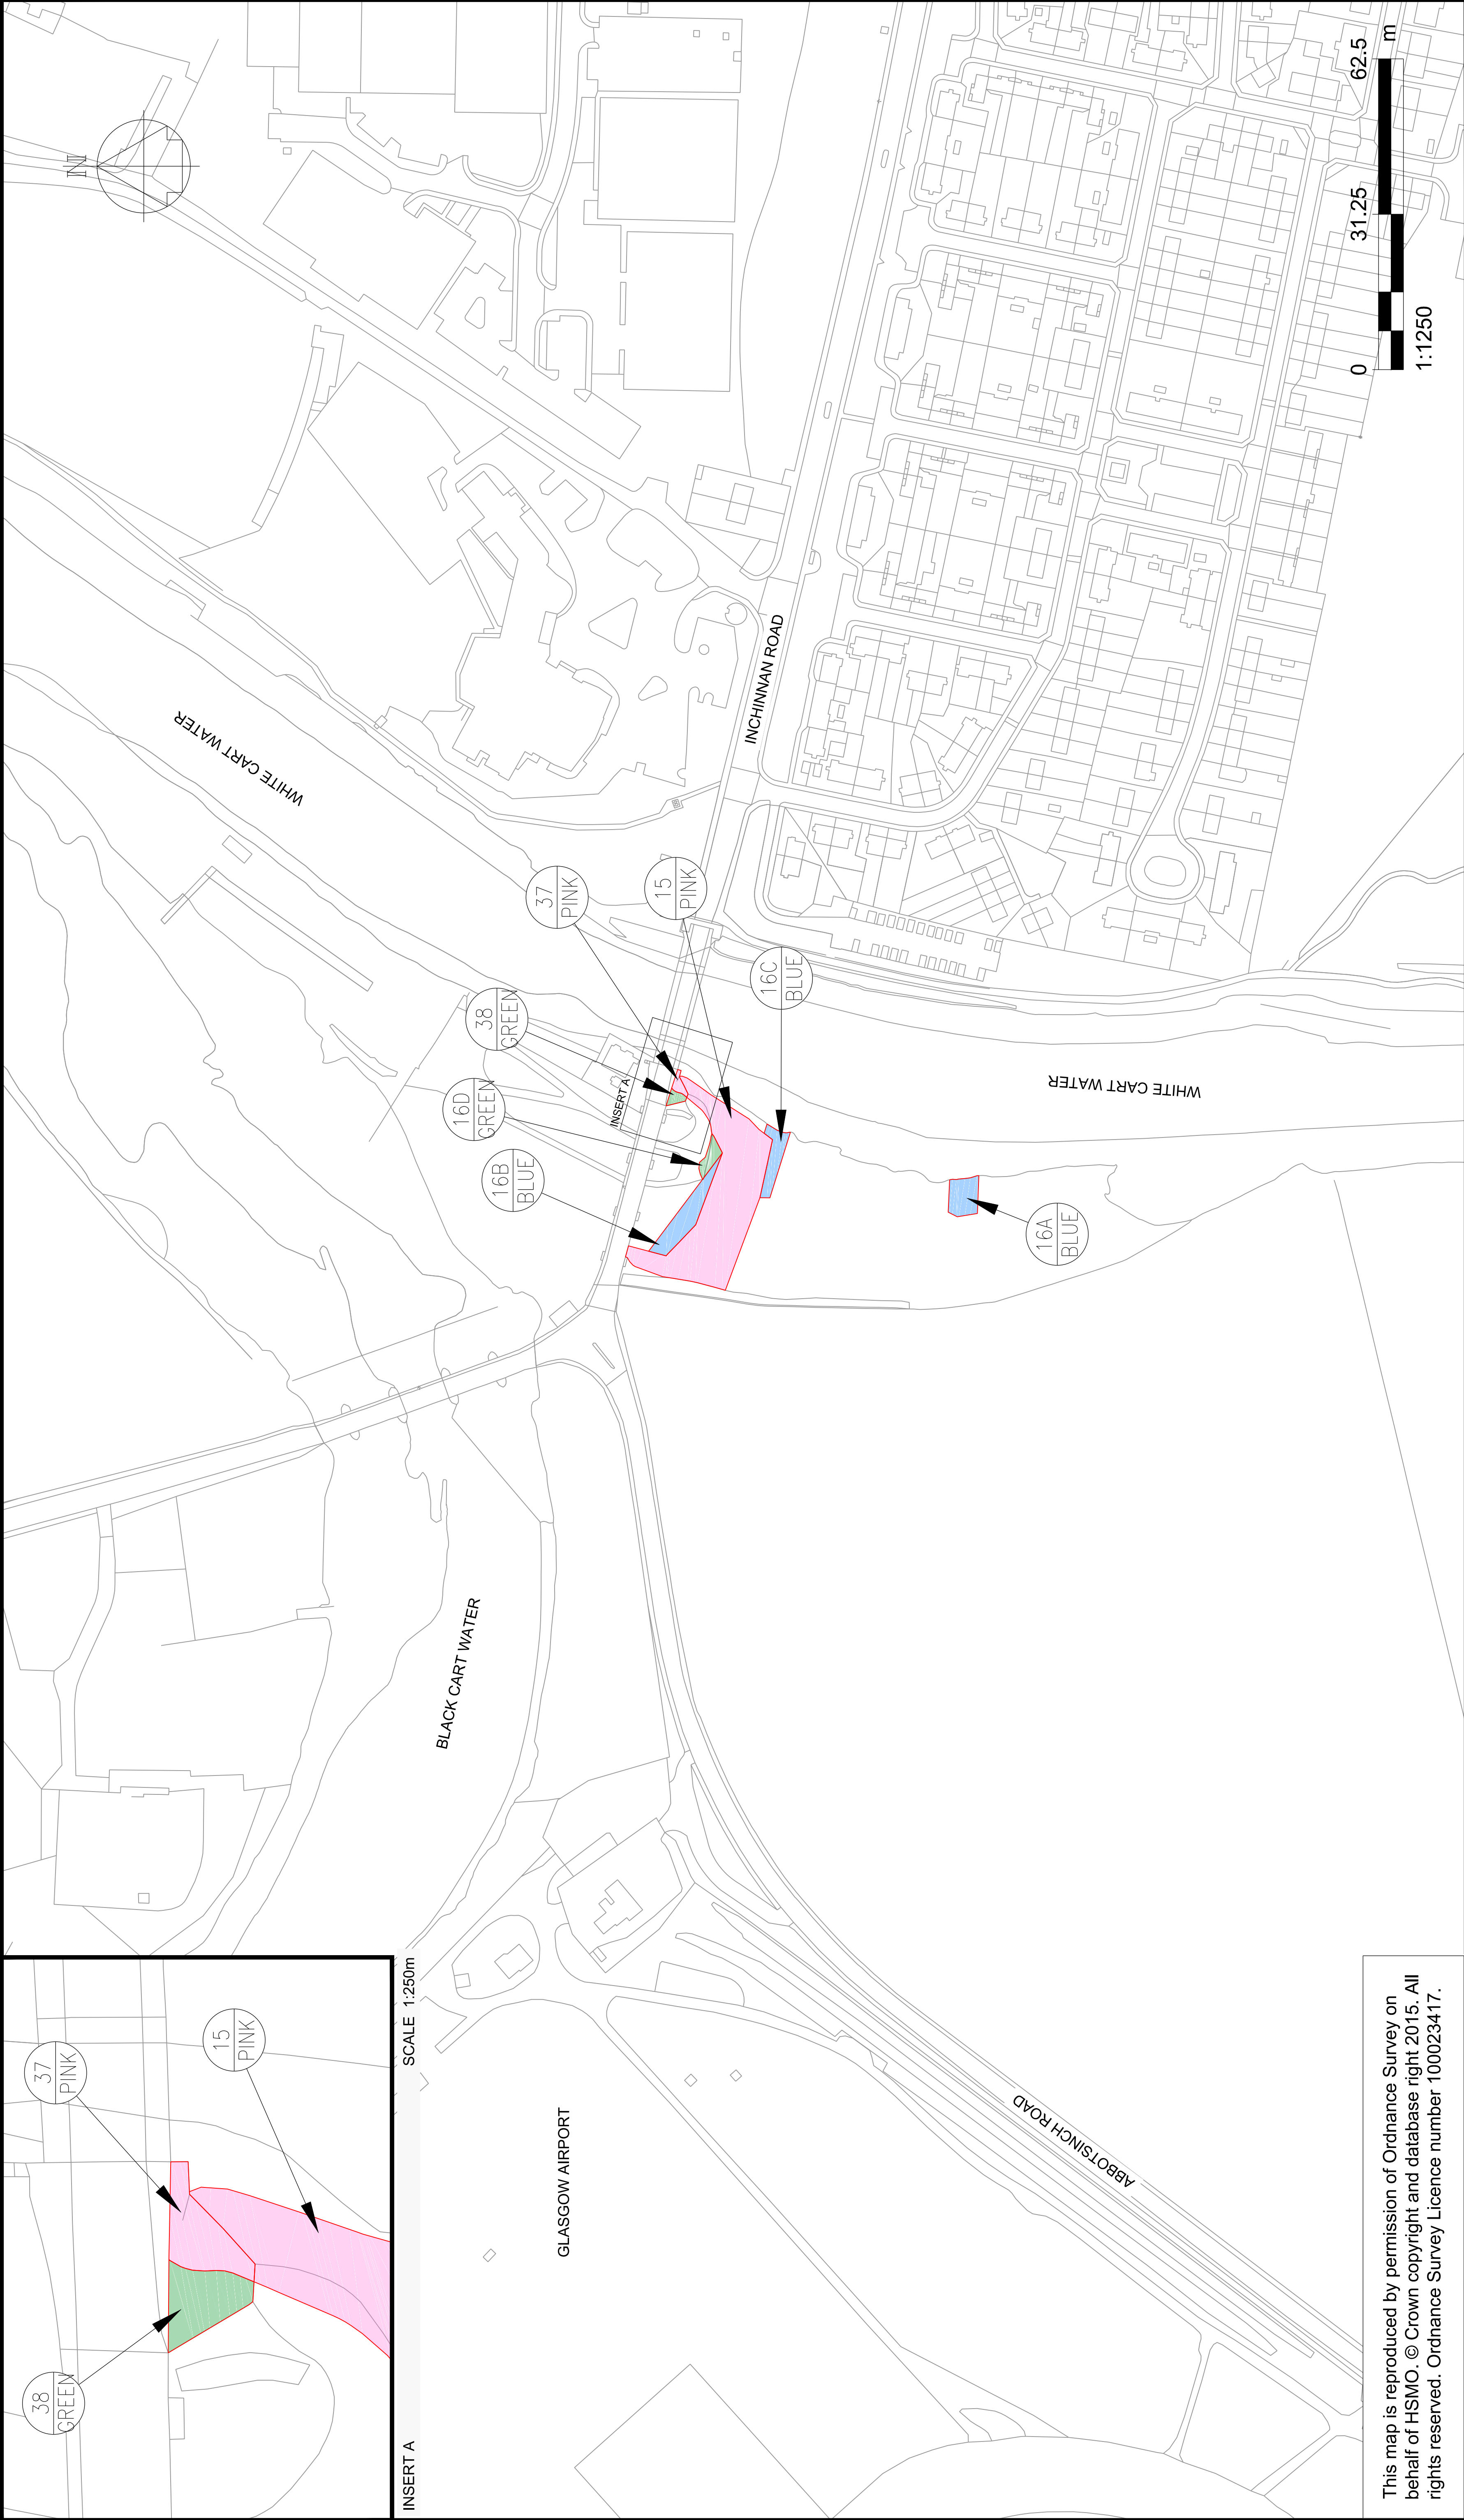 N
INSERT A
SCALE 1:250m
38
GREEN
37
PINK
15
PINK
WHITE CART WATER
BLACK CART WATER
GLASGOW AIRPORT
ABBOTSINCH ROAD
INCHINNAN ROAD
INSERT A
16B
BLUE
16D
GREEN
38
GREEN
37
PINK
15
PINK
16C
BLUE
16A
BLUE
WHITE CART WATER
0
31.25
62.5
m
1:1250
This map is reproduced by permission of Ordnance Survey on
behalf of HSMO. © Crown copyright and database right 2015. All
rights reserved. Ordnance Survey Licence number 100023417.